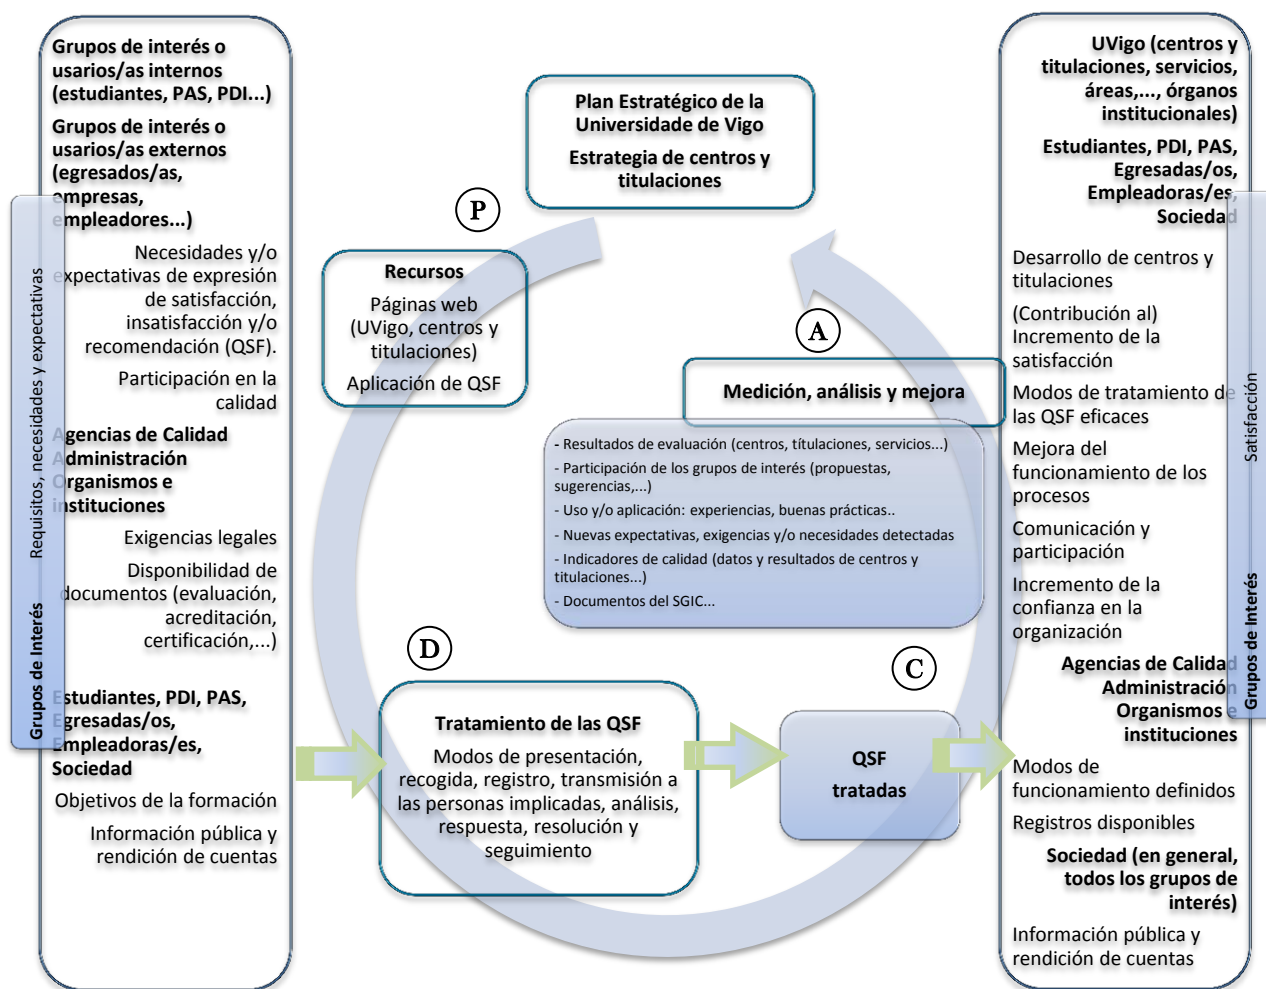 Grupos de interés o
usarios/as internos
(estudiantes, PAS, PDI...)
Grupos de interés o
usarios/as externos
(egresados/as,
empresas,
empleadores...)
Necesidades y/o
expectativas de expresión
de satisfacción,
insatisfacción y/o
recomendación (QSF).
Participación en la
calidad
Agencias de Calidad
Administración
Organismos e
instituciones
Exigencias legales
Disponibilidad de
documentos (evaluación,
acreditación,
certificación,...)
Estudiantes, PDI, PAS,
Egresadas/os,
Empleadoras/es,
Sociedad
Objetivos de la formación
Información pública y
rendición de cuentas
Grupos de Interés
Requisitos, necesidades y expectativas
Plan Estratégico de la
Universidade de Vigo
Estrategia de centros y
titulaciones
P
Recursos
Páginas web
(UVigo, centros y
titulaciones)
Aplicación de QSF
A
Medición, análisis y mejora
- Resultados de evaluación (centros, títulaciones, servicios...)
- Participación de los grupos de interés (propuestas,
sugerencias,...)
- Uso y/o aplicación: experiencias, buenas prácticas..
- Nuevas expectativas, exigencias y/o necesidades detectadas
- Indicadores de calidad (datos y resultados de centros y
titulaciones...)
- Documentos del SGIC...
D
Tratamiento de las QSF
Modos de presentación,
recogida, registro, transmisión a
las personas implicadas, análisis,
respuesta, resolución y
seguimiento
C
QSF
tratadas
UVigo (centros y
titulaciones, servicios,
áreas,..., órganos
institucionales)
Estudiantes, PDI, PAS,
Egresadas/os,
Empleadoras/es,
Sociedad
Desarrollo de centros y
titulaciones
(Contribución al)
Incremento de la
satisfacción
Modos de tratamiento de
las QSF eficaces
Mejora del
funcionamiento de los
procesos
Comunicación y
participación
Incremento de la
confianza en la
organización
Agencias de Calidad
Administración
Organismos e
instituciones
Modos de
funcionamiento definidos
Registros disponibles
Sociedad (en general,
todos los grupos de
interés)
Información pública y
rendición de cuentas
Grupos de Interés
Satisfacción